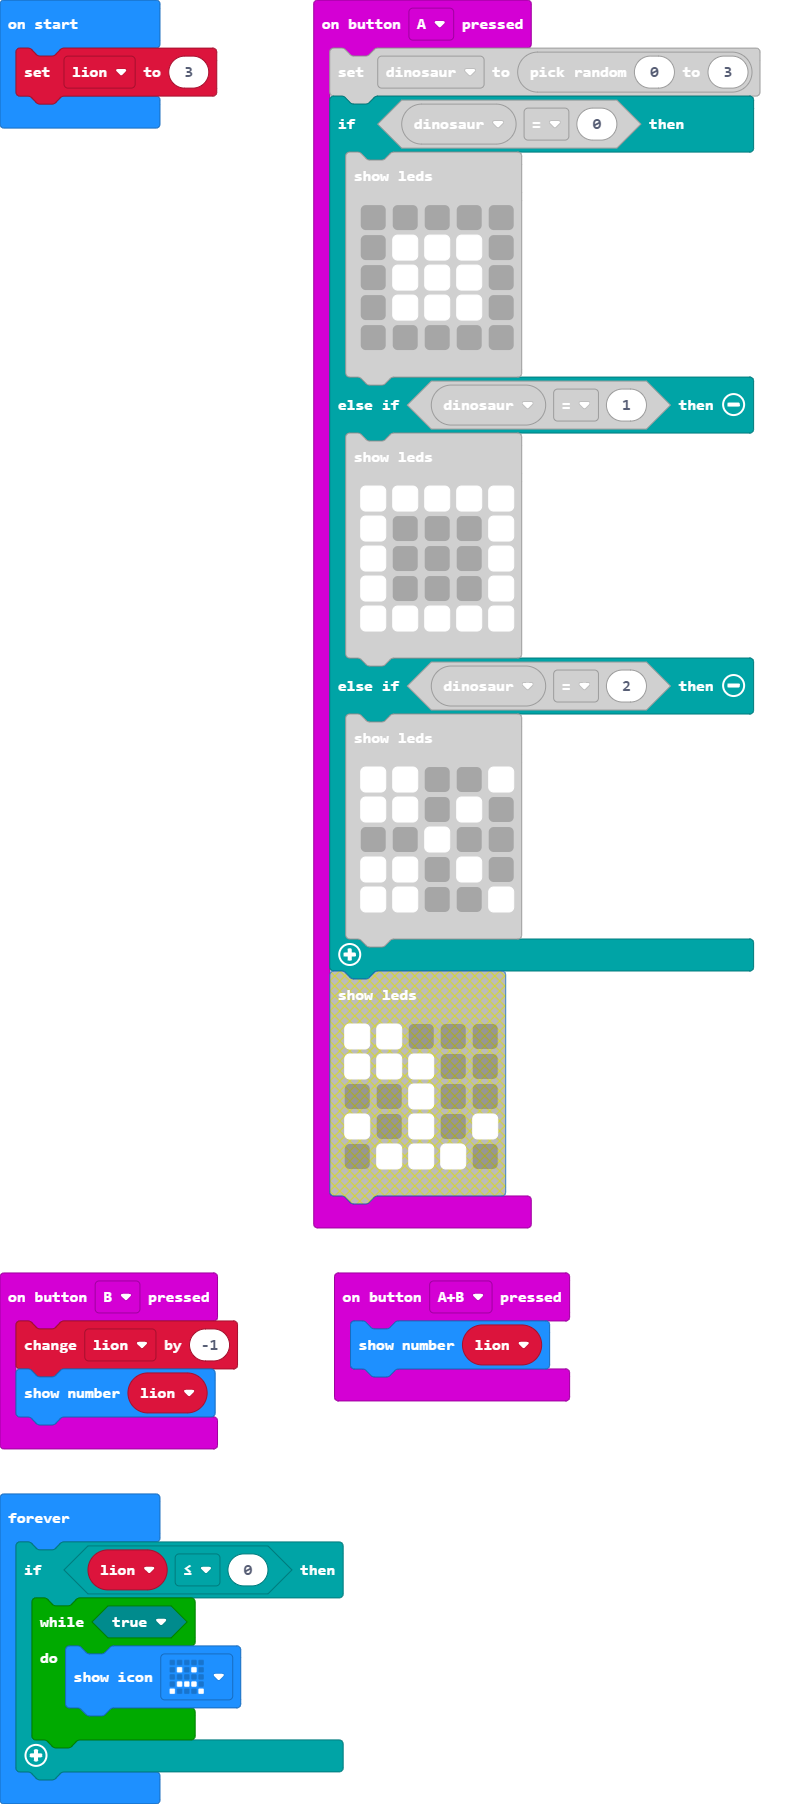 on start
set lion to 3
on button A pressed
set dinosaur to pick random 0 to 3
if dinosaur = 0 then
show leds
else if dinosaur = 1 then
show leds
else if dinosaur = 2 then
show leds
show leds
on button B pressed
change lion by -1
show number lion
on button A+B pressed
show number lion
forever
if lion ≤ 0 then
while true
do
show icon